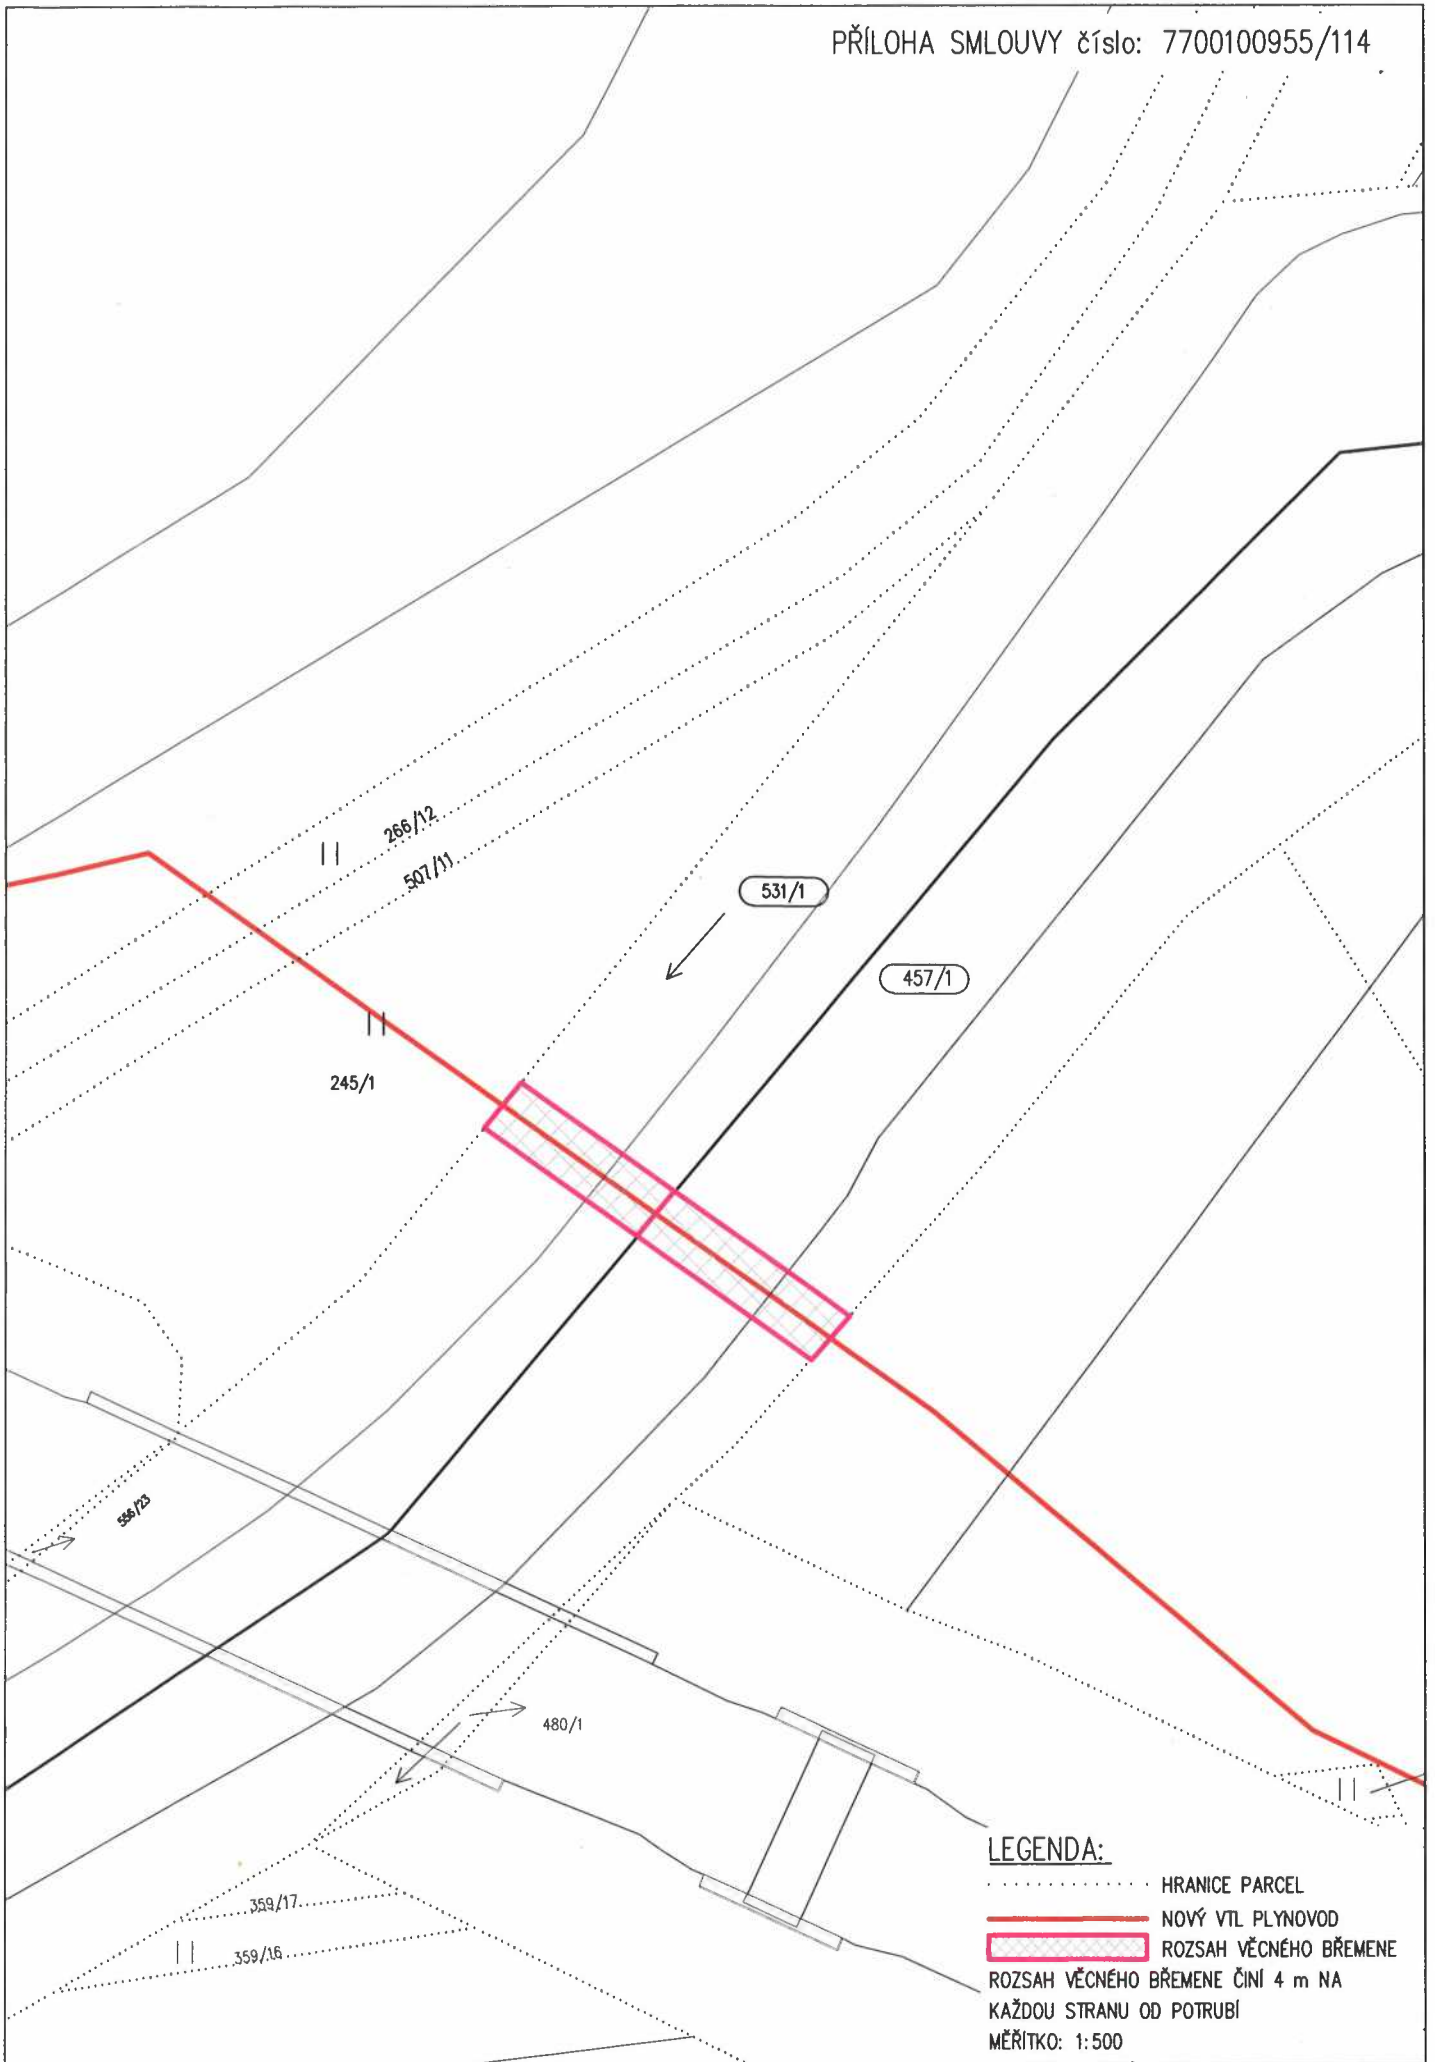 PŘÍLOHA SMLOUVY číslo: 7700100955/114
266/12
507/11
531/1
457/1
245/1
556/23
480/1
359/17
359/16
LEGENDA:
HRANICE PARCEL
NOVÝ VTL PLYNOVOD
ROZSAH VĚCNÉHO BŘEMENE
ROZSAH VĚCNÉHO BŘEMENE ČINÍ 4 m NA
KAŽDOU STRANU OD POTRUBÍ
MĚŘÍTKO: 1:500